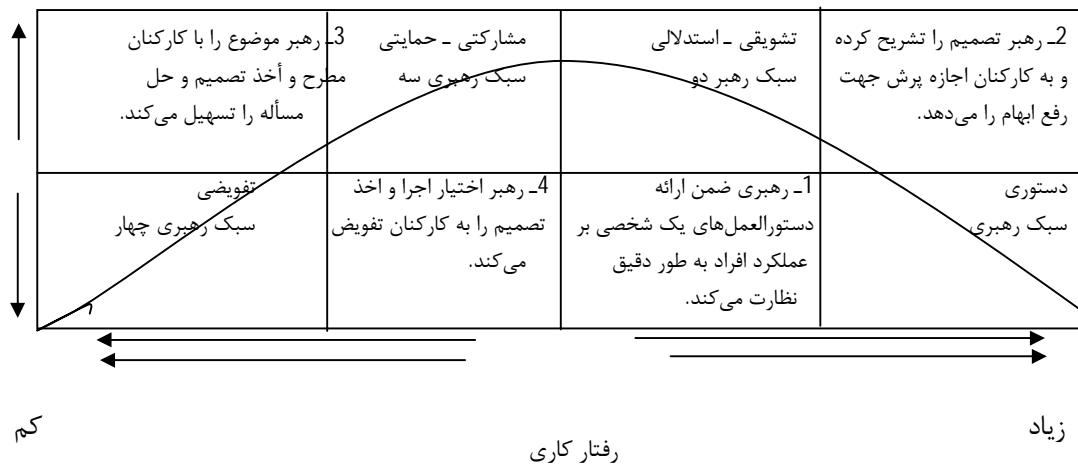 2ـ رهبر تصمیم را تشریح کرده
و به کارکنان اجازه پرش جهت
رفع ابهام را می‌دهد.
تشویقی ـ استدلالی
سبک رهبر دو
مشارکتی ـ حمایتی
سبک رهبری سه
3ـ رهبر موضوع را با کارکنان
مطرح و أخذ تصمیم و حل
مسأله را تسهیل می‌کند.
دستوری
سبک رهبری
1ـ رهبری ضمن ارائه
دستورالعمل‌های یک شخصی بر
عملکرد افراد به طور دقیق
نظارت می‌کند.
4ـ رهبر اختیار اجرا و اخذ
تصمیم را به کارکنان تفویض
می‌کند.
تفویضی
سبک رهبری چهار
زیاد
کم
رفتار کاری